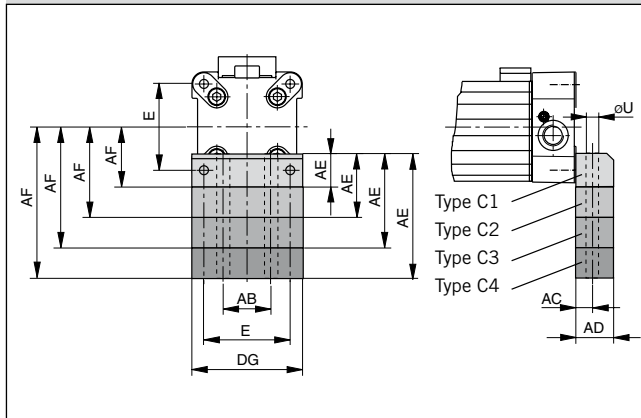 E
AF
AF
AF
AF
AE
AE
AE
AE
AB
E
DG
øU
Type C1
Type C2
Type C3
Type C4
AC
AD